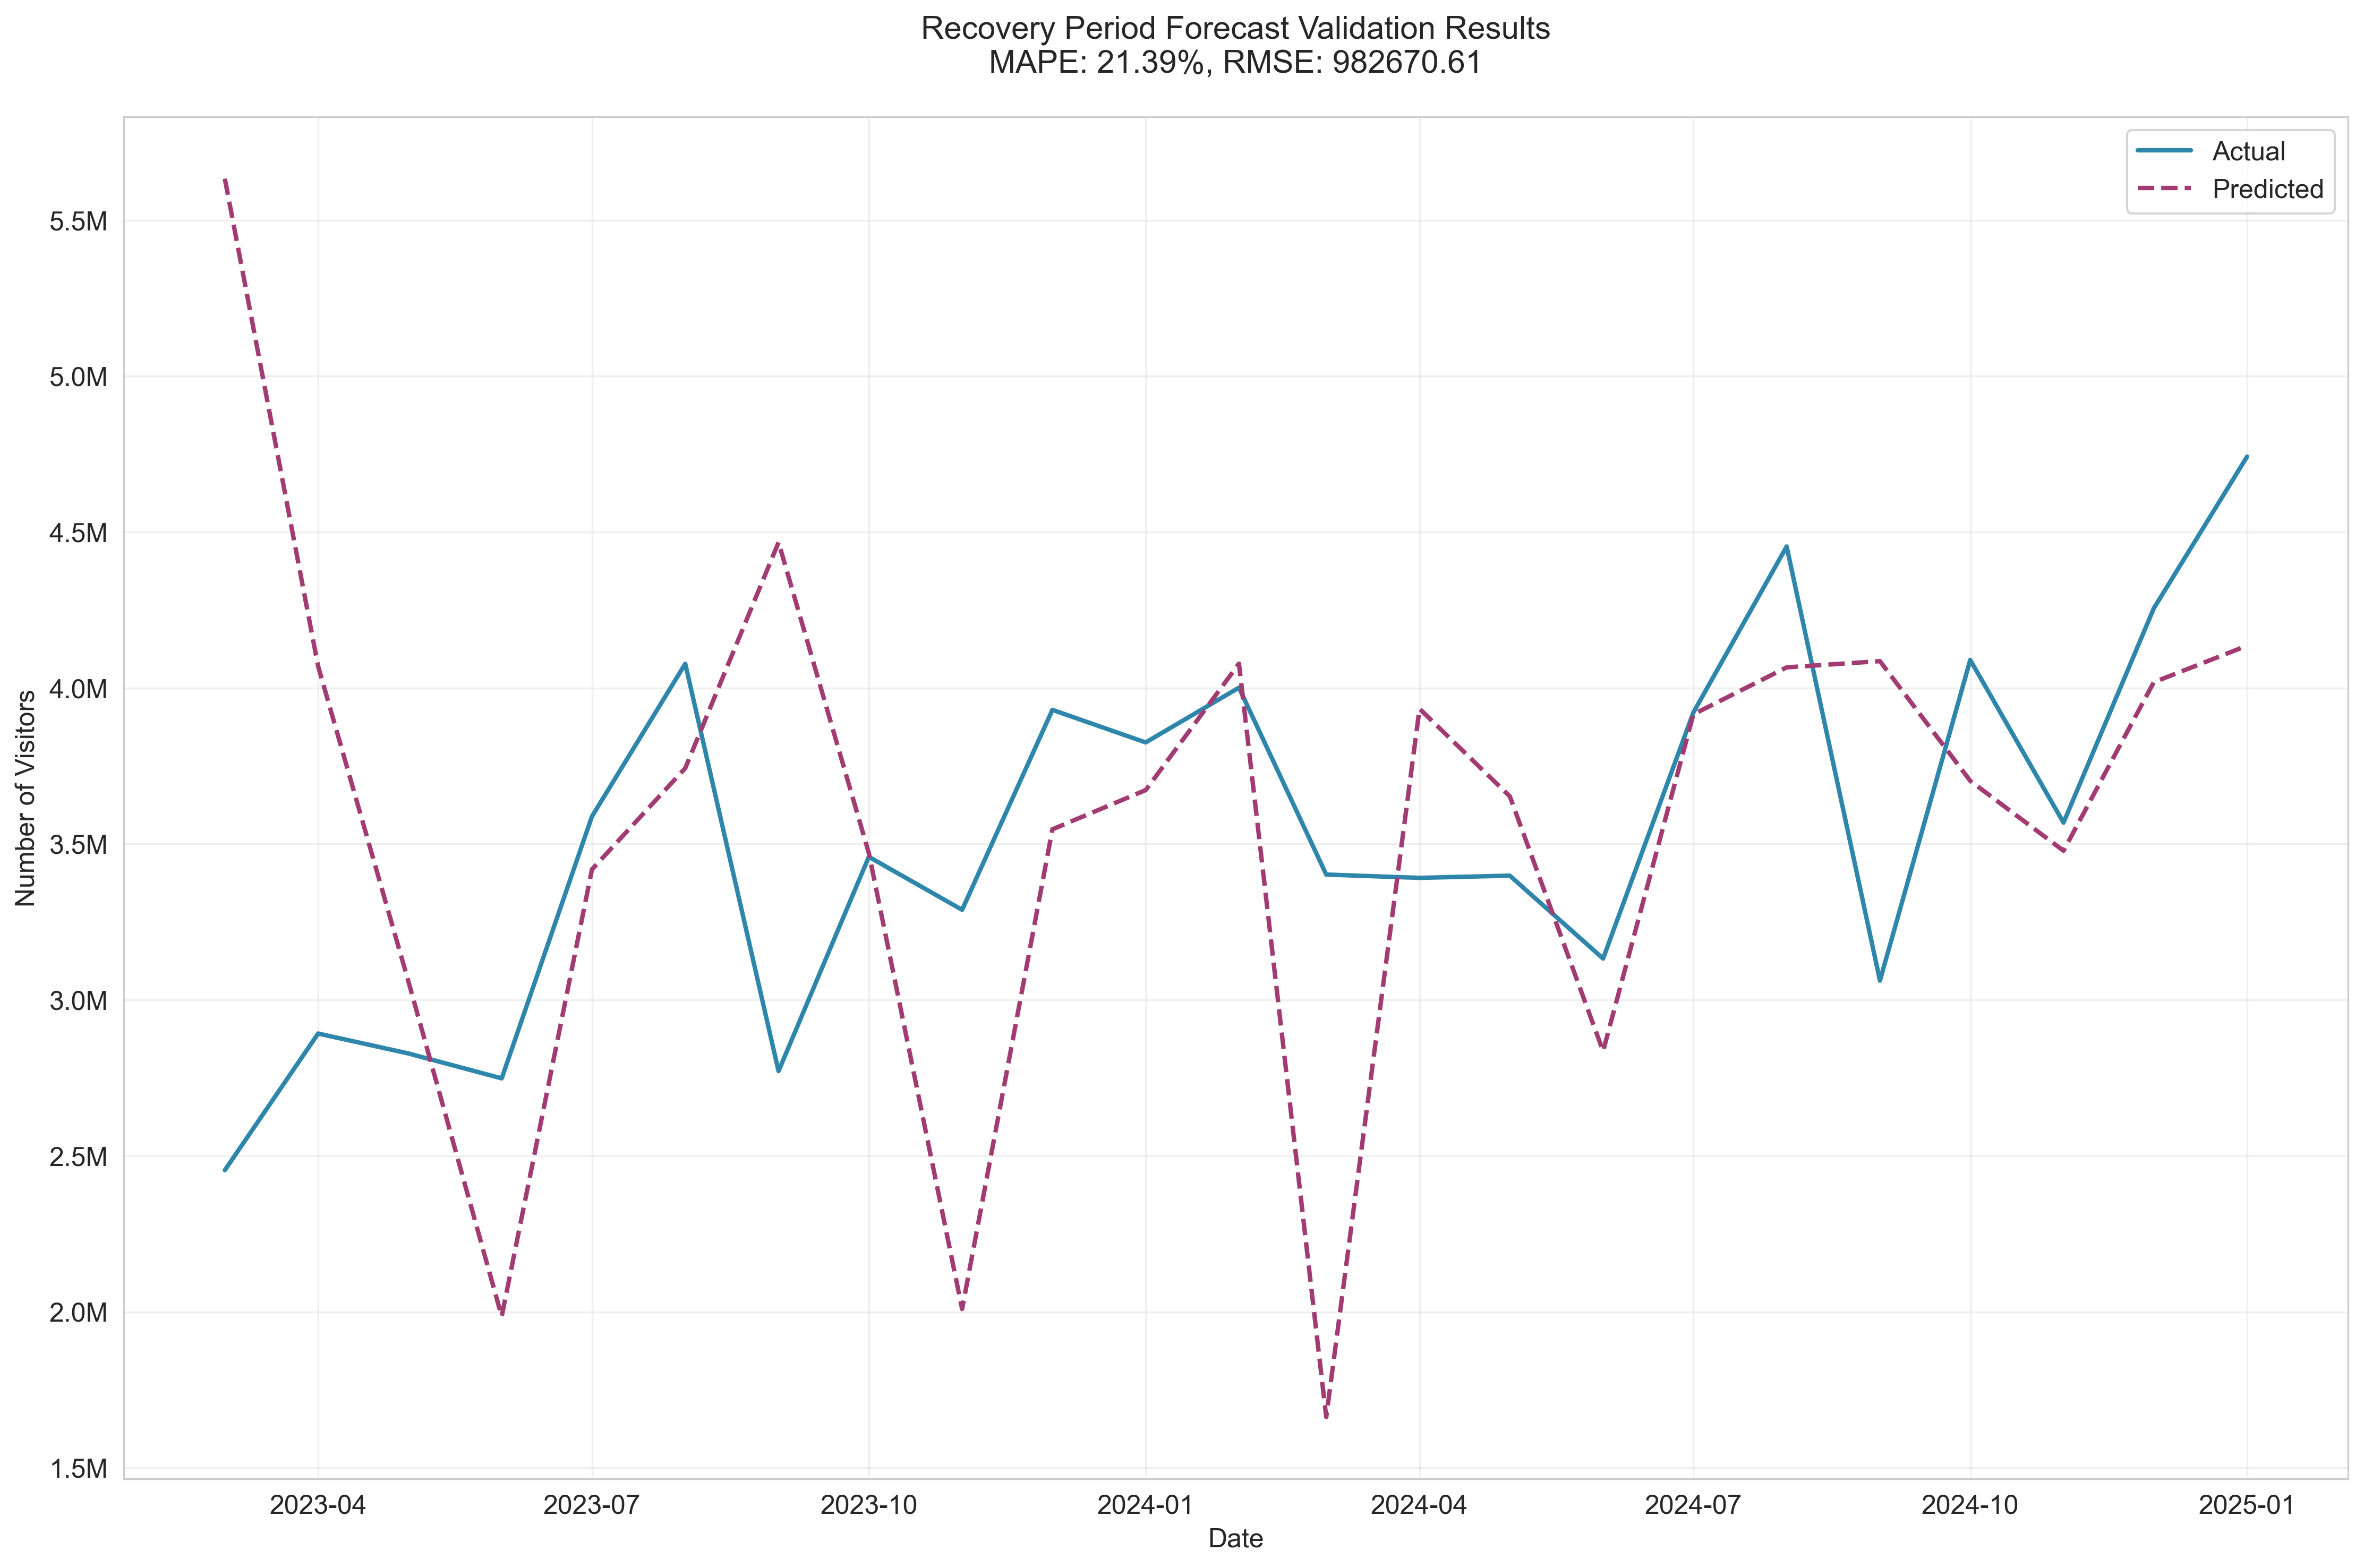 Recovery Period Forecast Validation Results
MAPE: 21.39%, RMSE: 982670.61
Actual
Predicted
Number of Visitors
5.5M
5.0M
4.5M
4.0M
3.5M
3.0M
2.5M
2.0M
1.5M
2023-04
2023-07
2023-10
2024-01
2024-04
2024-07
2024-10
2025-01
Date